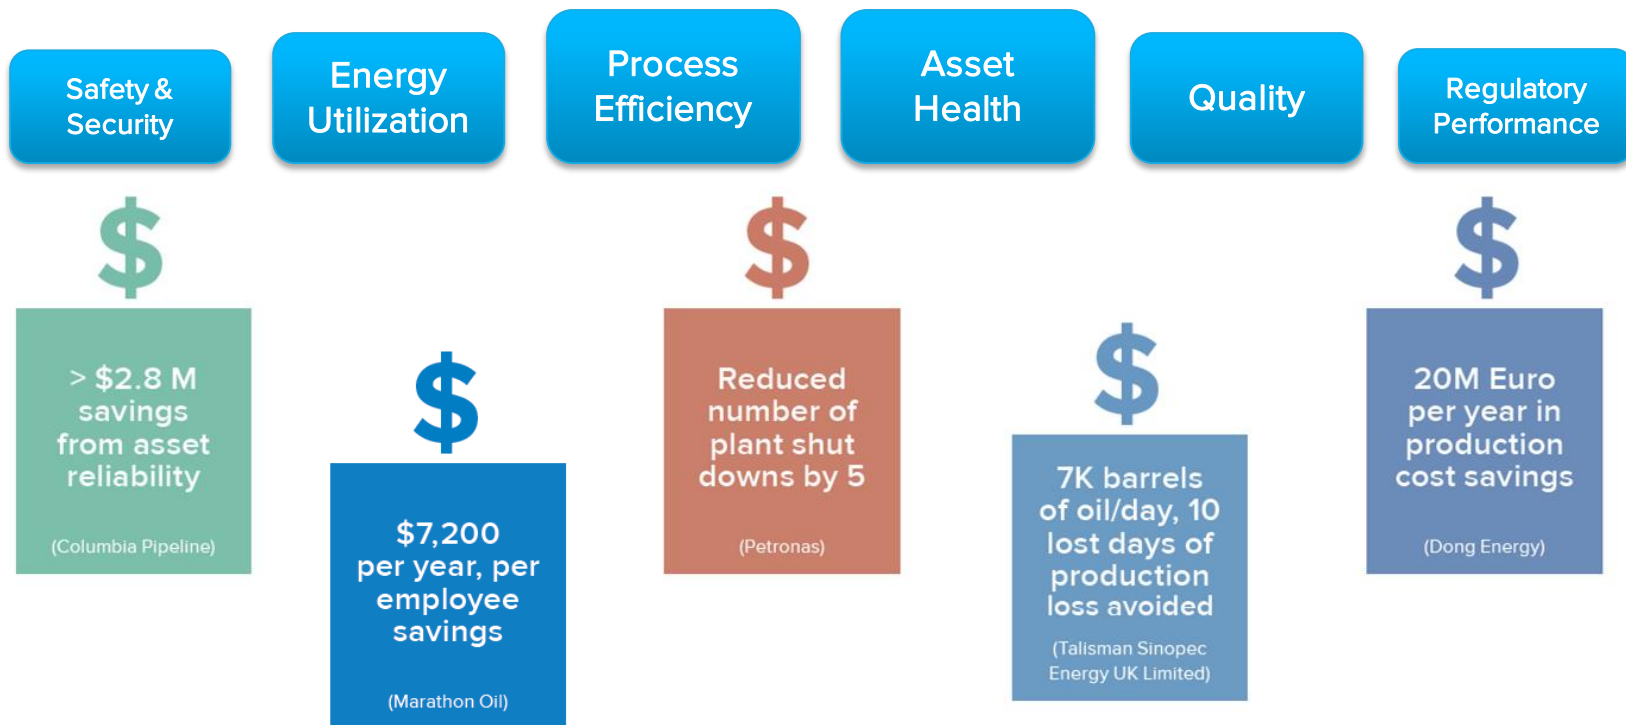 Safety &
Security
Energy
Utilization
Process
Efficiency
Asset
Health
Quality
Regulatory
Performance
$
> $2.8 M
savings
from asset
reliability
(Columbia Pipeline)
$
$7,200
per year, per
employee
savings
(Marathon Oil)
$
Reduced
number of
plant shut
downs by 5
(Petronas)
$
7K barrels
of oil/day, 10
lost days of
production
loss avoided
(Talisman Sinopec
Energy UK Limited)
$
20M Euro
per year in
production
cost savings
(Dong Energy)